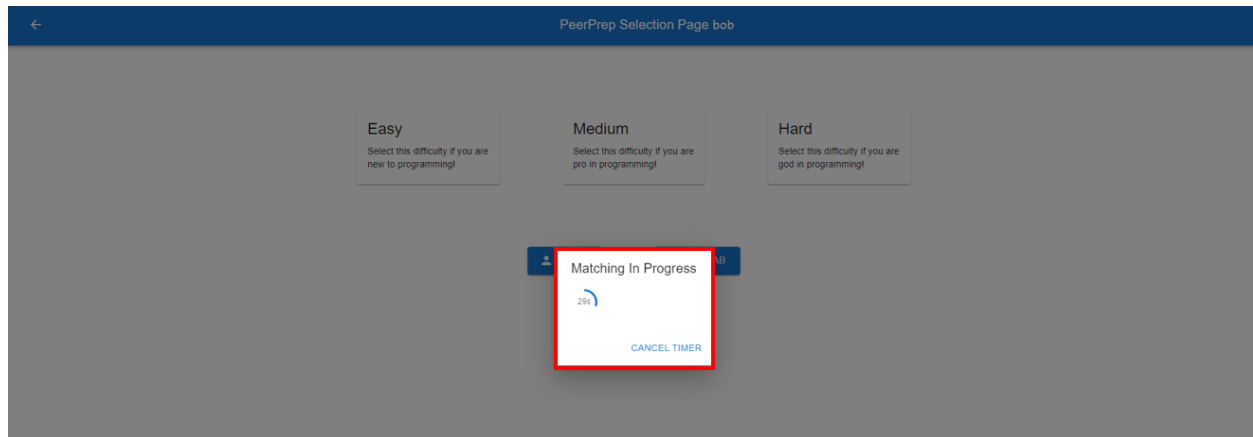 PeerPrep Selection Page bob
Easy
Medium
Hard
Select this difficulty if you are
new to programming!
Select this difficulty if you are
pro in programming!
Select this difficulty if you are
god in programming!
AB
Matching In Progress
29s
CANCEL TIMER